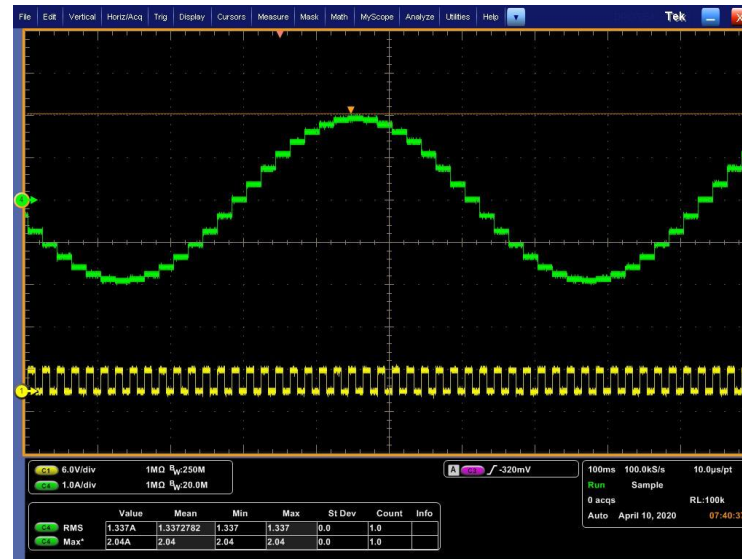 File Edit Vertical Horiz/Acq Trig Display Cursors Measure Mask Math MyScope Analyze Utilities Help Tek X
4
1
C1 6.0V/div 1MΩ BW:250M
C4 1.0A/div 1MΩ BW:20.0M
A C3 -320mV
100ms 100.0kS/s 10.0µs/pt
Run Sample
0 acqs RL:100k
Auto April 10, 2020 07:40:3
Value Mean Min Max St Dev Count Info
C4 RMS 1.337A 1.3372782 1.337 1.337 0.0 1.0
C4 Max* 2.04A 2.04 2.04 2.04 0.0 1.0